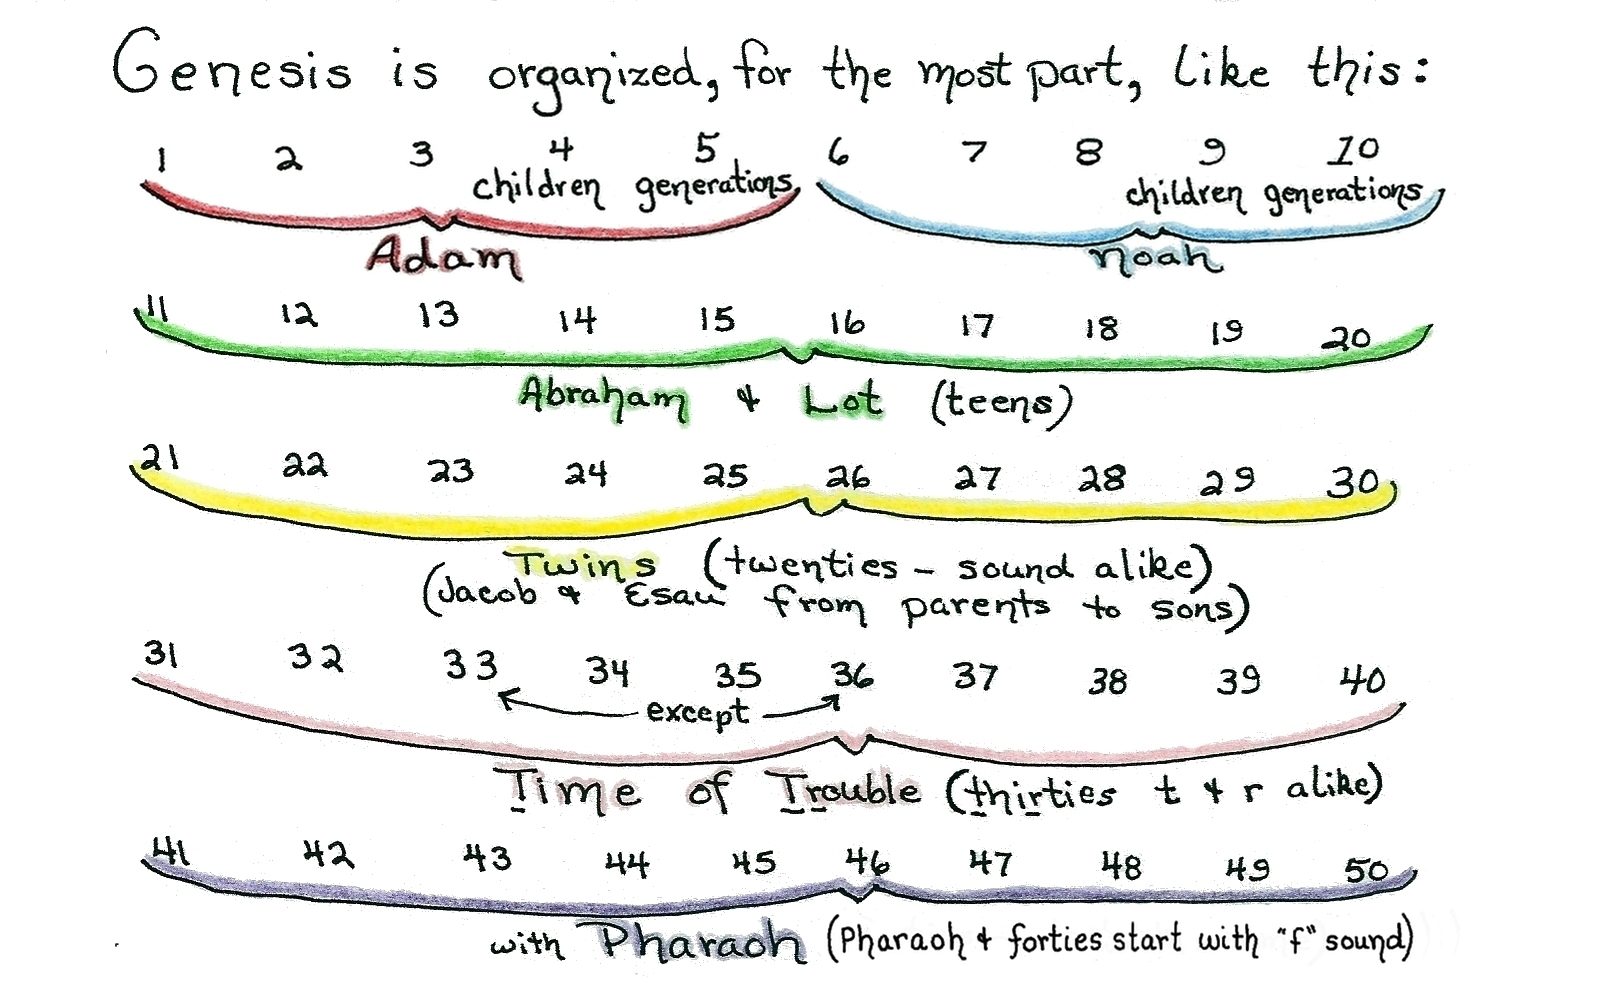 Genesis is organized, for the most part, like this:
1 2 3 4 5 6 7 8 9 10
children generations, children generations
Adam Noah
11 12 13 14 15 16 17 18 19 20
Abraham & Lot (teens)
21 22 23 24 25 26 27 28 29 30
Twins (twenties - sound alike)
(Jacob & Esau from parents to sons)
31 32 33 34 35 36 37 38 39 40
except
Time of Trouble (thirties t & r alike)
41 42 43 44 45 46 47 48 49 50
with Pharaoh (Pharaoh & forties start with "f" sound)